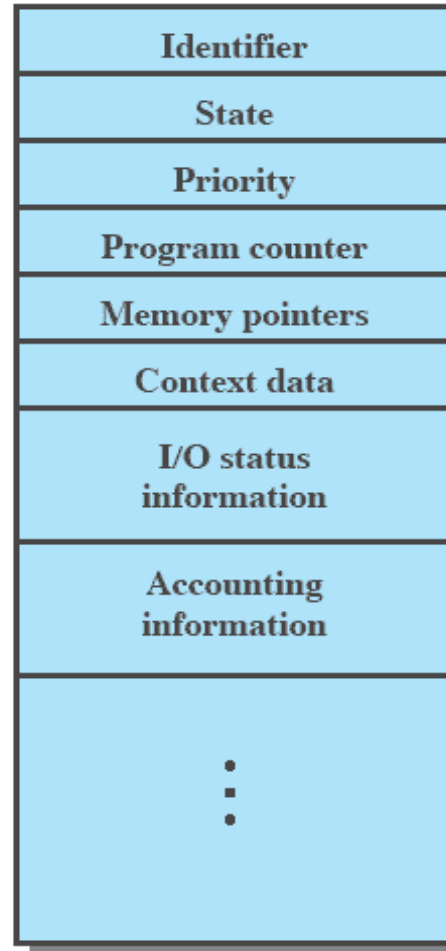 Identifier
State
Priority
Program counter
Memory pointers
Context data
I/O status
information
Accounting
information